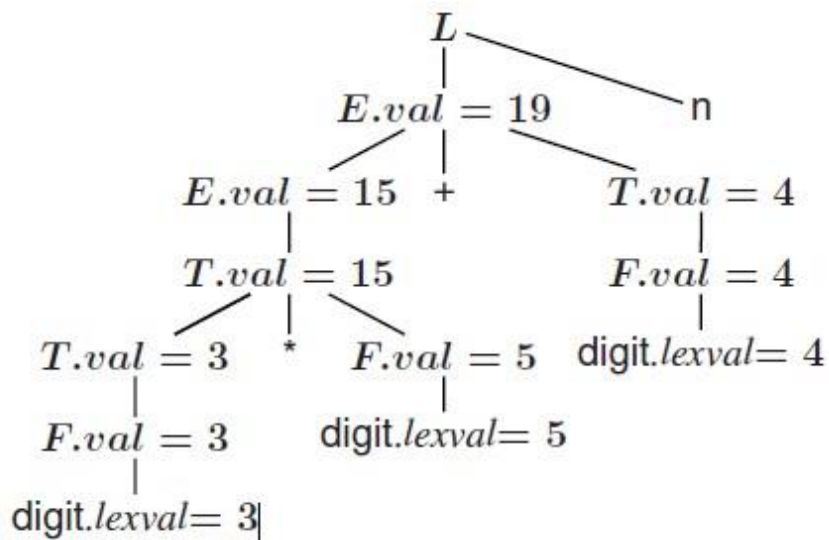 L
E.val = 19 n
E.val = 15 + T.val = 4
T.val = 15 F.val = 4
T.val = 3 * F.val = 5 digit.lexval= 4
F.val = 3 digit.lexval= 5
digit.lexval= 3